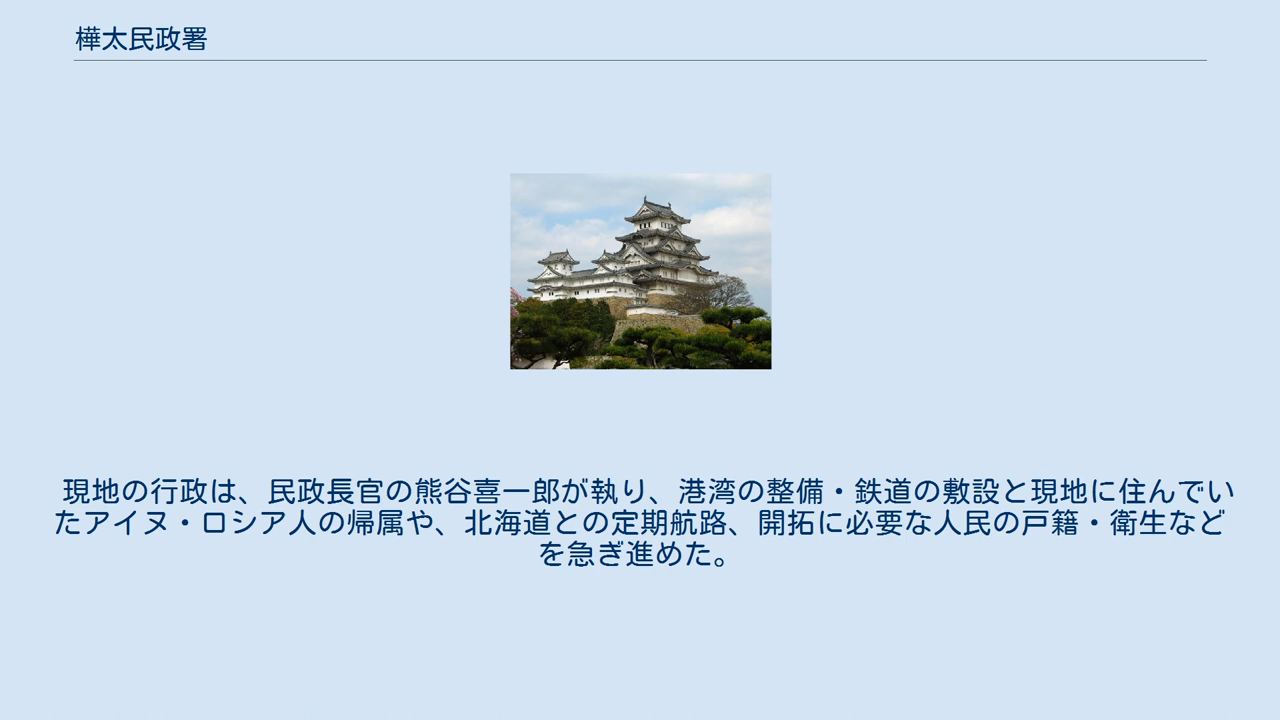 樺太民政署
現地の行政は、民政長官の熊谷喜一郎が執り、港湾の整備・鉄道の敷設と現地に住んでい
たアイヌ・ロシア人の帰属や、北海道との定期航路、開拓に必要な人民の戸籍・衛生など
を急ぎ進めた。